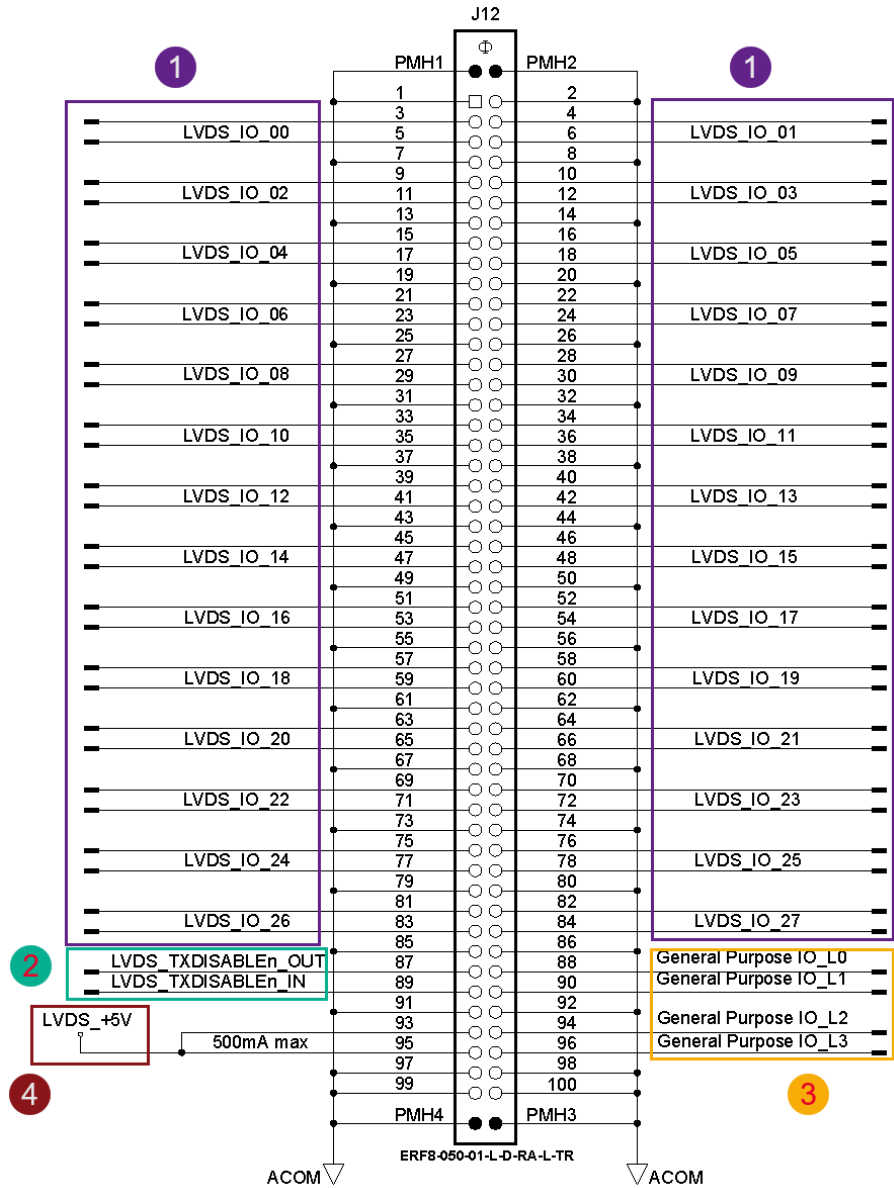 J12
1
1
PMH1 PMH2
1 2
3 4
LVDS_IO_00 5 6 LVDS_IO_01
7 8
9 10
LVDS_IO_02 11 12 LVDS_IO_03
13 14
15 16
LVDS_IO_04 17 18 LVDS_IO_05
19 20
21 22
LVDS_IO_06 23 24 LVDS_IO_07
25 26
27 28
LVDS_IO_08 29 30 LVDS_IO_09
31 32
33 34
LVDS_IO_10 35 36 LVDS_IO_11
37 38
39 40
LVDS_IO_12 41 42 LVDS_IO_13
43 44
45 46
LVDS_IO_14 47 48 LVDS_IO_15
49 50
51 52
LVDS_IO_16 53 54 LVDS_IO_17
55 56
57 58
LVDS_IO_18 59 60 LVDS_IO_19
61 62
63 64
LVDS_IO_20 65 66 LVDS_IO_21
67 68
69 70
LVDS_IO_22 71 72 LVDS_IO_23
73 74
75 76
LVDS_IO_24 77 78 LVDS_IO_25
79 80
81 82
LVDS_IO_26 83 84 LVDS_IO_27
85 86
2
LVDS_TXDISABLEn_OUT 87 88 General Purpose IO_L0
LVDS_TXDISABLEn_IN 89 90 General Purpose IO_L1
91 92
LVDS_+5V 93 94 General Purpose IO_L2
500mA max 95 96 General Purpose IO_L3
97 98
4
99 100
3
PMH4 PMH3
ERF8-050-01-L-D-RA-L-TR
ACOM ACOM